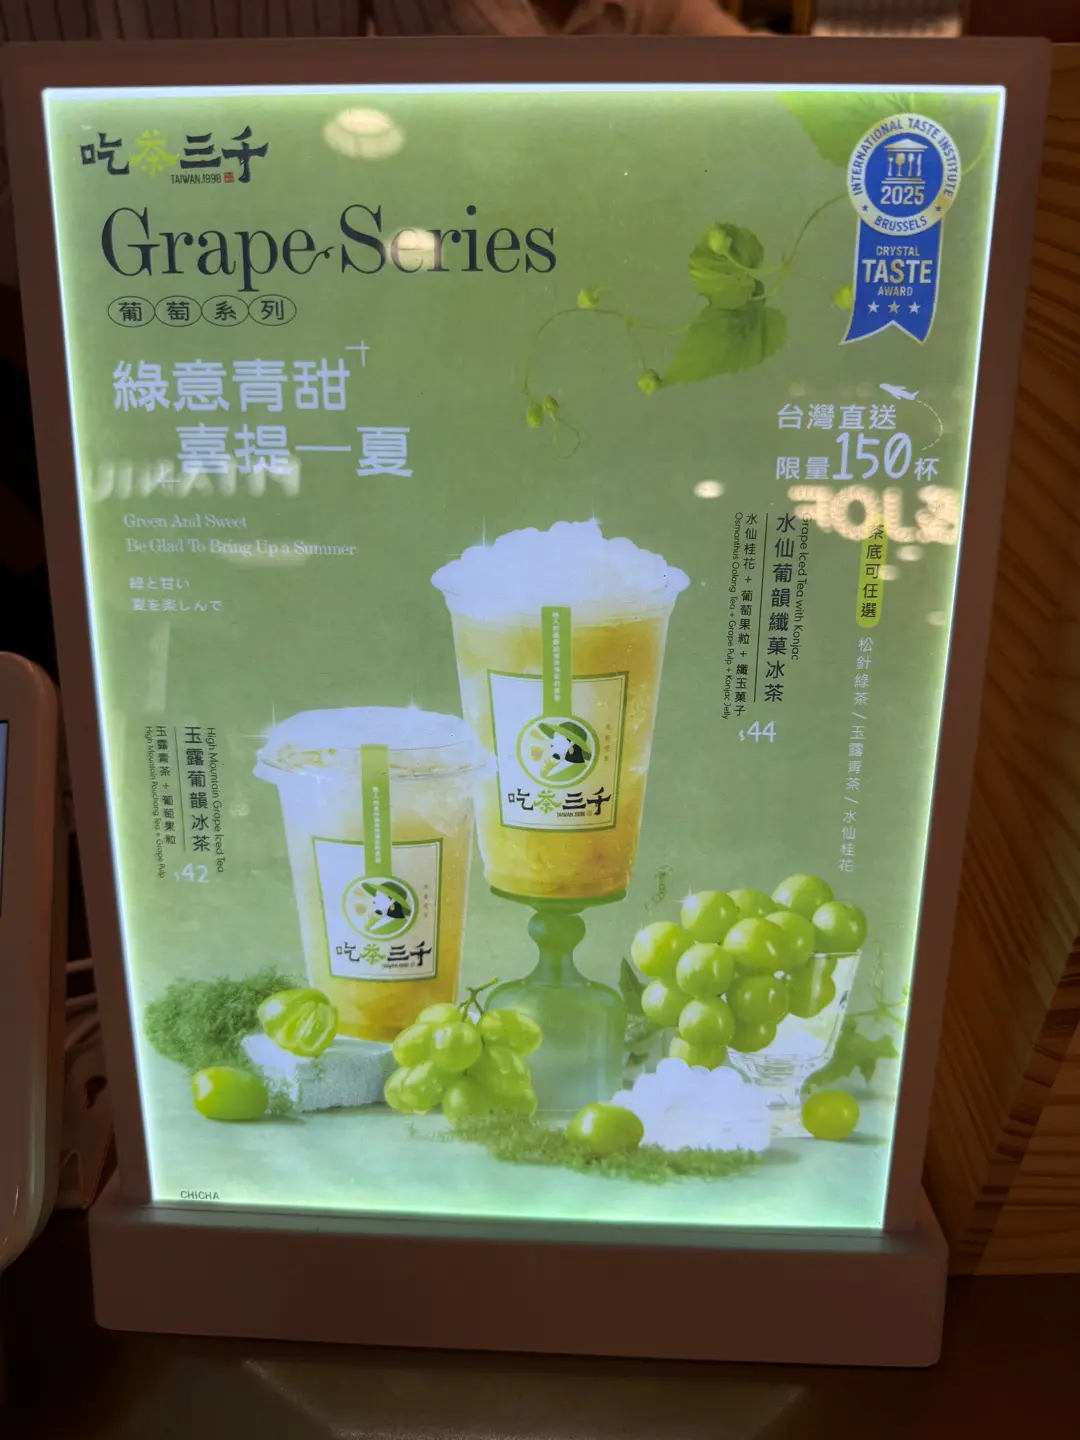 吃茶三千
TAIWAN.1998
Grape Series
葡萄系列
綠意青甜
喜提一夏
Green And Sweet
Be Glad To Bring Up a Summer
緑と甘い
夏を楽しんで
INTERNATIONAL TASTE INSTITUTE
2025
BRUSSELS
CRYSTAL
TASTE
AWARD
台灣直送
限量150杯
茶底可任選
松針綠茶 / 玉露青茶 / 水仙桂花
Grape Iced Tea with Konjac
水仙葡韻纖菓冰茶
水仙桂花 + 葡萄果粒 + 纖玉菓子
Osmanthus Oolong Tea + Grape Pulp + Konjac Jelly
$44
High Mountain Grape Iced Tea
玉露葡韻冰茶
玉露青茶 + 葡萄果粒
High Mountain Pouchong Tea + Grape Pulp
$42
吃茶三千
TAIWAN.1998
吃茶三千
CHICHA